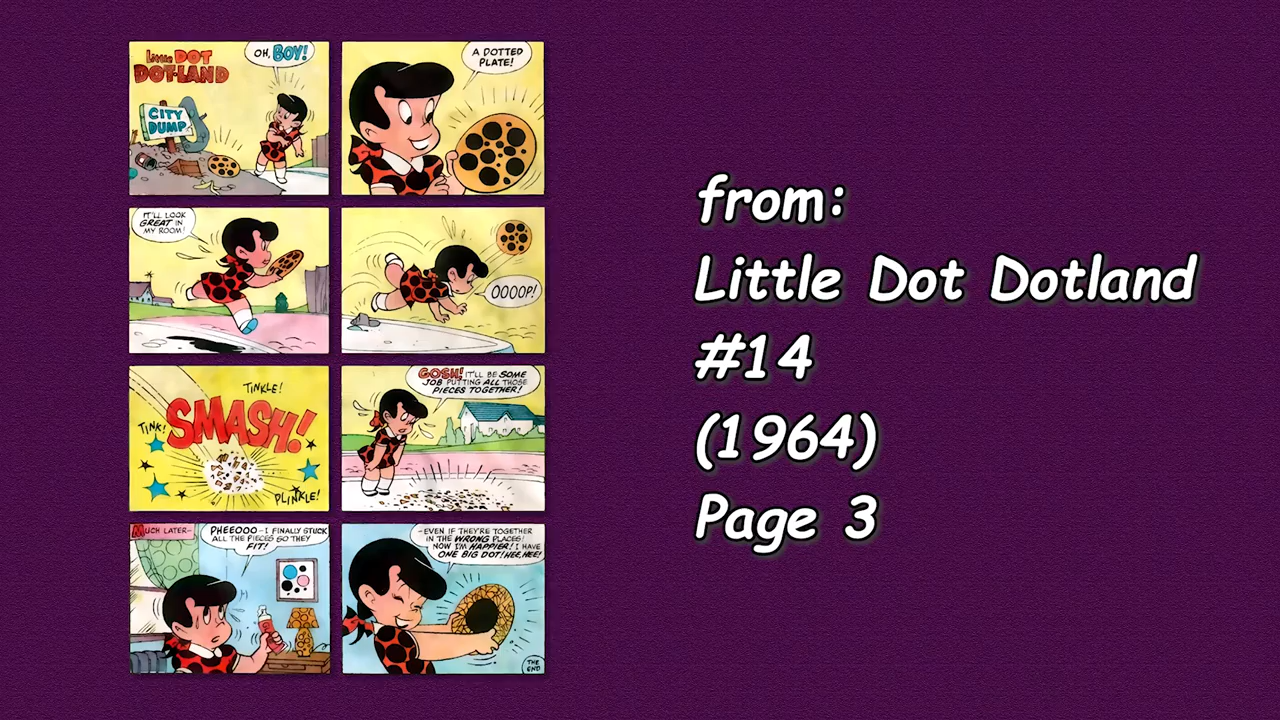 Little DOT
DOT-LAND
OH, BOY!
CITY
DUMP
A DOTTED
PLATE!
IT'LL LOOK
GREAT IN
MY ROOM!
OOOOP!
TINKLE!
SMASH!
TINK!
PLINKLE!
GOSH! IT'LL BE SOME
JOB PUTTING ALL THOSE
PIECES TOGETHER!
MUCH LATER-
PHEEOOO-I FINALLY STUCK
ALL THE PIECES SO THEY
FIT!
-EVEN IF THEY'RE TOGETHER
IN THE WRONG PLACES!
NOW I'M HAPPIER! I HAVE
ONE BIG DOT! HEE, HEE!
THE
END
from:
Little Dot Dotland
#14
(1964)
Page 3